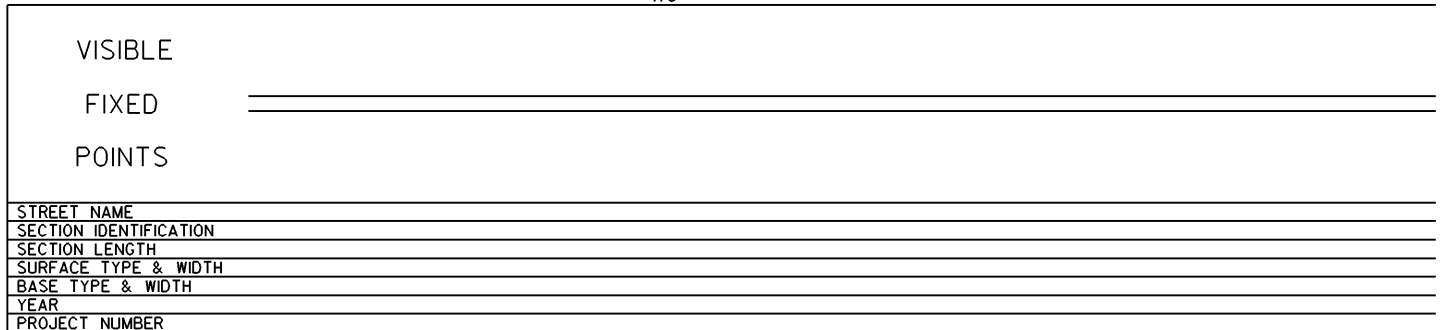 VISIBLE
FIXED
POINTS
STREET NAME
SECTION IDENTIFICATION
SECTION LENGTH
SURFACE TYPE & WIDTH
BASE TYPE & WIDTH
YEAR
PROJECT NUMBER